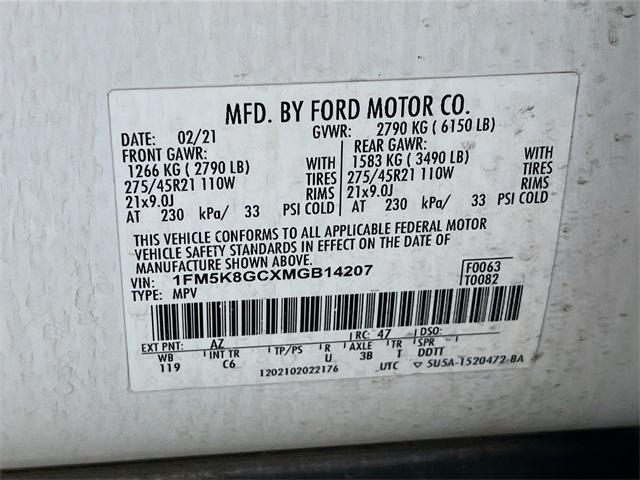 MFD. BY FORD MOTOR CO.
DATE: 02/21 GVWR: 2790 KG ( 6150 LB)
FRONT GAWR: REAR GAWR:
1266 KG ( 2790 LB) WITH 1583 KG ( 3490 LB) WITH
275/45R21 110W TIRES 275/45R21 110W TIRES
21x9.0J RIMS 21x9.0J RIMS
AT 230 kPa/ 33 PSI COLD AT 230 kPa/ 33 PSI COLD
THIS VEHICLE CONFORMS TO ALL APPLICABLE FEDERAL MOTOR
VEHICLE SAFETY STANDARDS IN EFFECT ON THE DATE OF
MANUFACTURE SHOWN ABOVE.
VIN: 1FM5K8GCXMGB14207 F0063
TYPE: MPV T0082
EXT PNT: AZ RC: 47 DSO:
WB INT TR TP/PS R AXLE TR SPR
119 C6 U 3B T DDTT
1202102022176 UTC ▽ 5U5A-1520472-BA